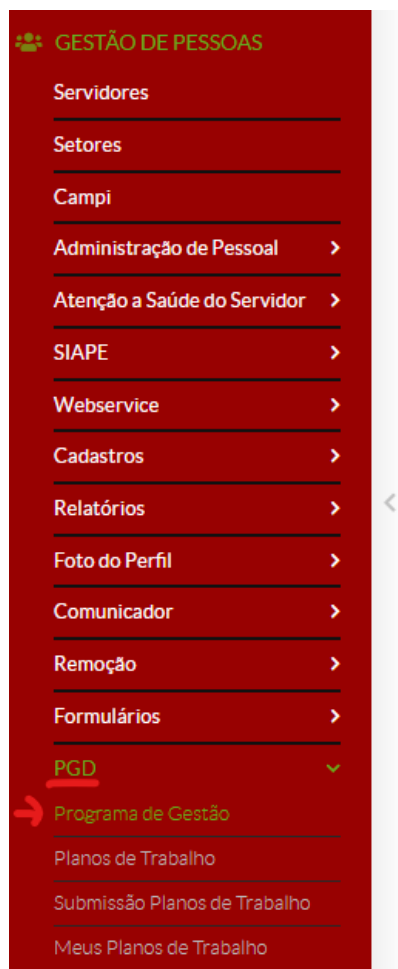 GESTÃO DE PESSOAS
Servidores
Setores
Campi
Administração de Pessoal
Atenção a Saúde do Servidor
SIAPE
Webservice
Cadastros
Relatórios
Foto do Perfil
Comunicador
Remoção
Formulários
PGD
Programa de Gestão
Planos de Trabalho
Submissão Planos de Trabalho
Meus Planos de Trabalho